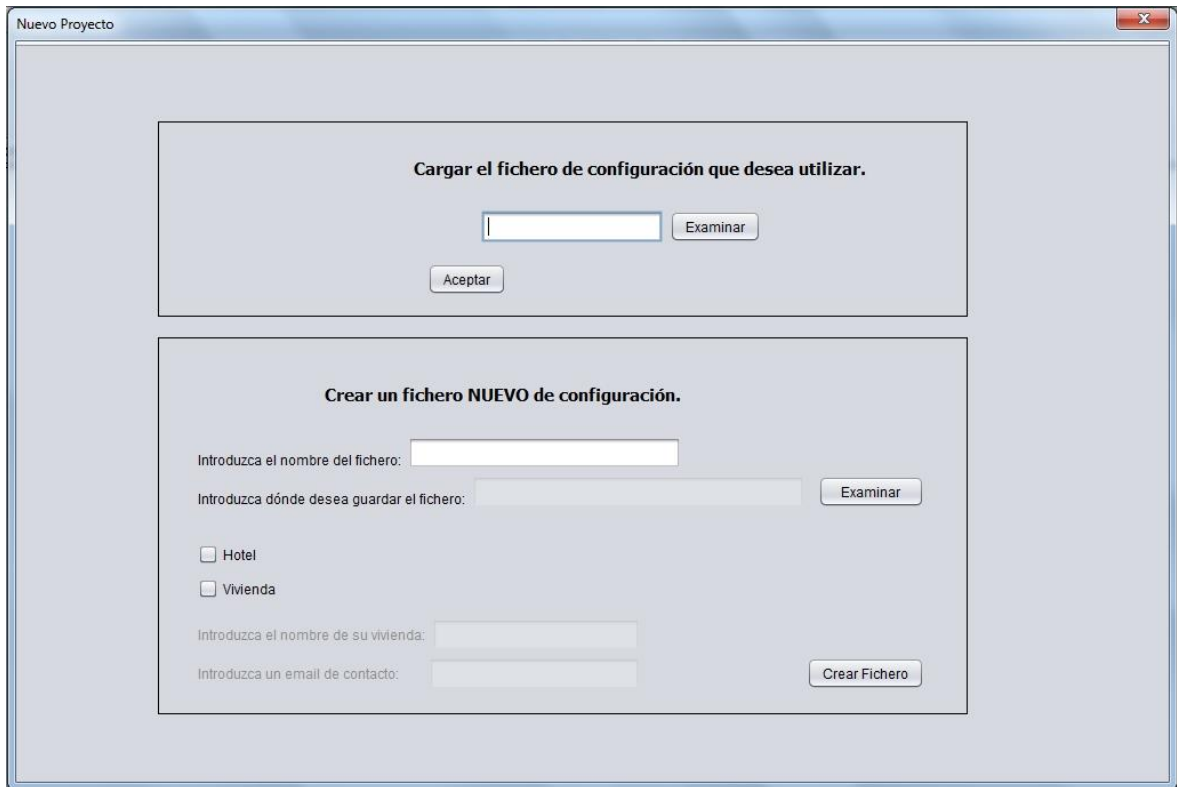 Nuevo Proyecto
Cargar el fichero de configuración que desea utilizar.
Examinar
Aceptar
Crear un fichero NUEVO de configuración.
Introduzca el nombre del fichero:
Introduzca dónde desea guardar el fichero:
Examinar
Hotel
Vivienda
Introduzca el nombre de su vivienda:
Introduzca un email de contacto:
Crear Fichero